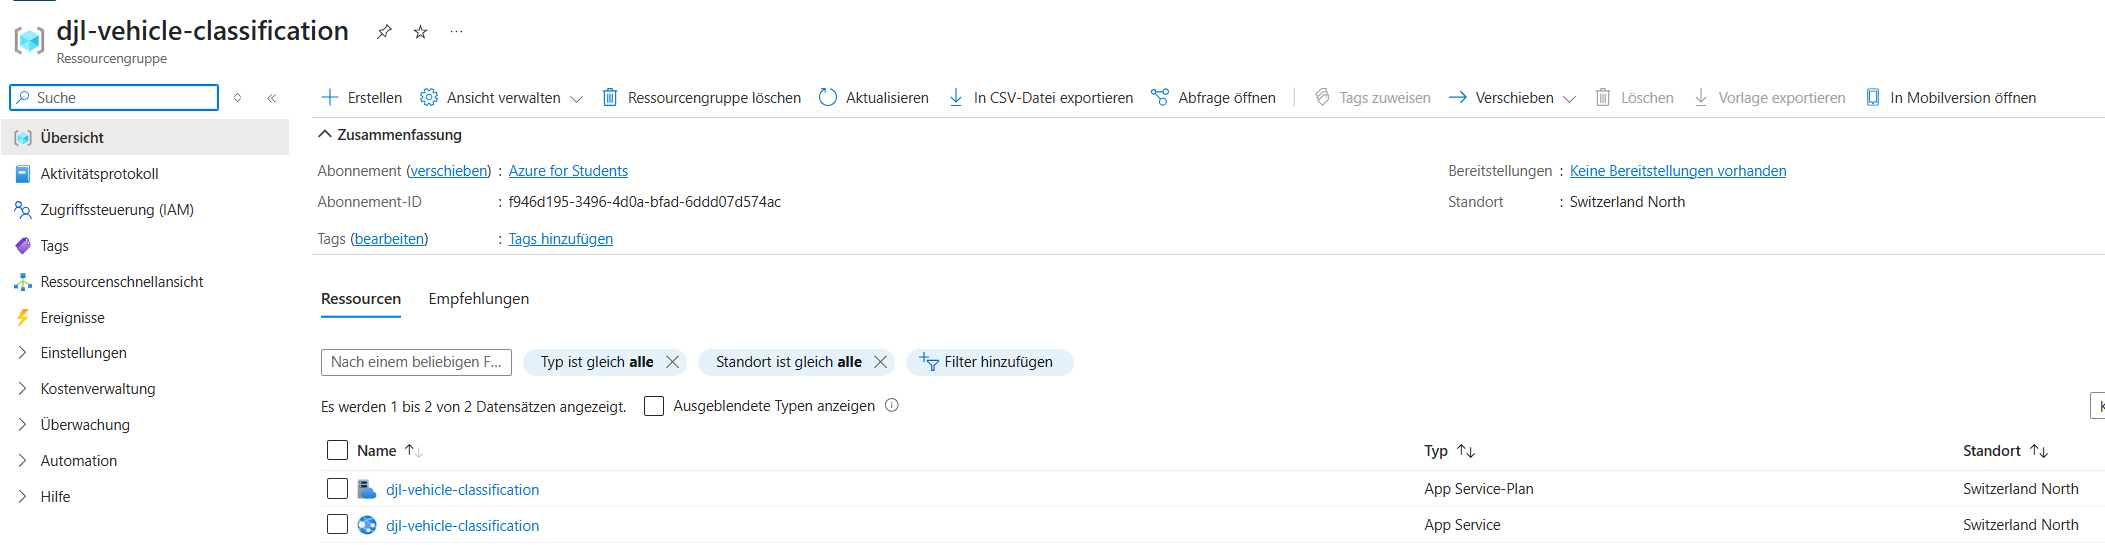 djl-vehicle-classification ...
Ressourcengruppe
Suche
Übersicht
Aktivitätsprotokoll
Zugriffssteuerung (IAM)
Tags
Ressourcenschnellansicht
Ereignisse
Einstellungen
Kostenverwaltung
Überwachung
Automation
Hilfe
Erstellen Ansicht verwalten Ressourcengruppe löschen Aktualisieren In CSV-Datei exportieren Abfrage öffnen Tags zuweisen Verschieben Löschen Vorlage exportieren In Mobilversion öffnen
Zusammenfassung
Abonnement (verschieben) : Azure for Students
Abonnement-ID : f946d195-3496-4d0a-bfad-6ddd07d574ac
Tags (bearbeiten) : Tags hinzufügen
Bereitstellungen : Keine Bereitstellungen vorhanden
Standort : Switzerland North
Ressourcen Empfehlungen
Nach einem beliebigen F... Typ ist gleich alle Standort ist gleich alle Filter hinzufügen
Es werden 1 bis 2 von 2 Datensätzen angezeigt. Ausgeblendete Typen anzeigen
Name Typ Standort
djl-vehicle-classification App Service-Plan Switzerland North
djl-vehicle-classification App Service Switzerland North